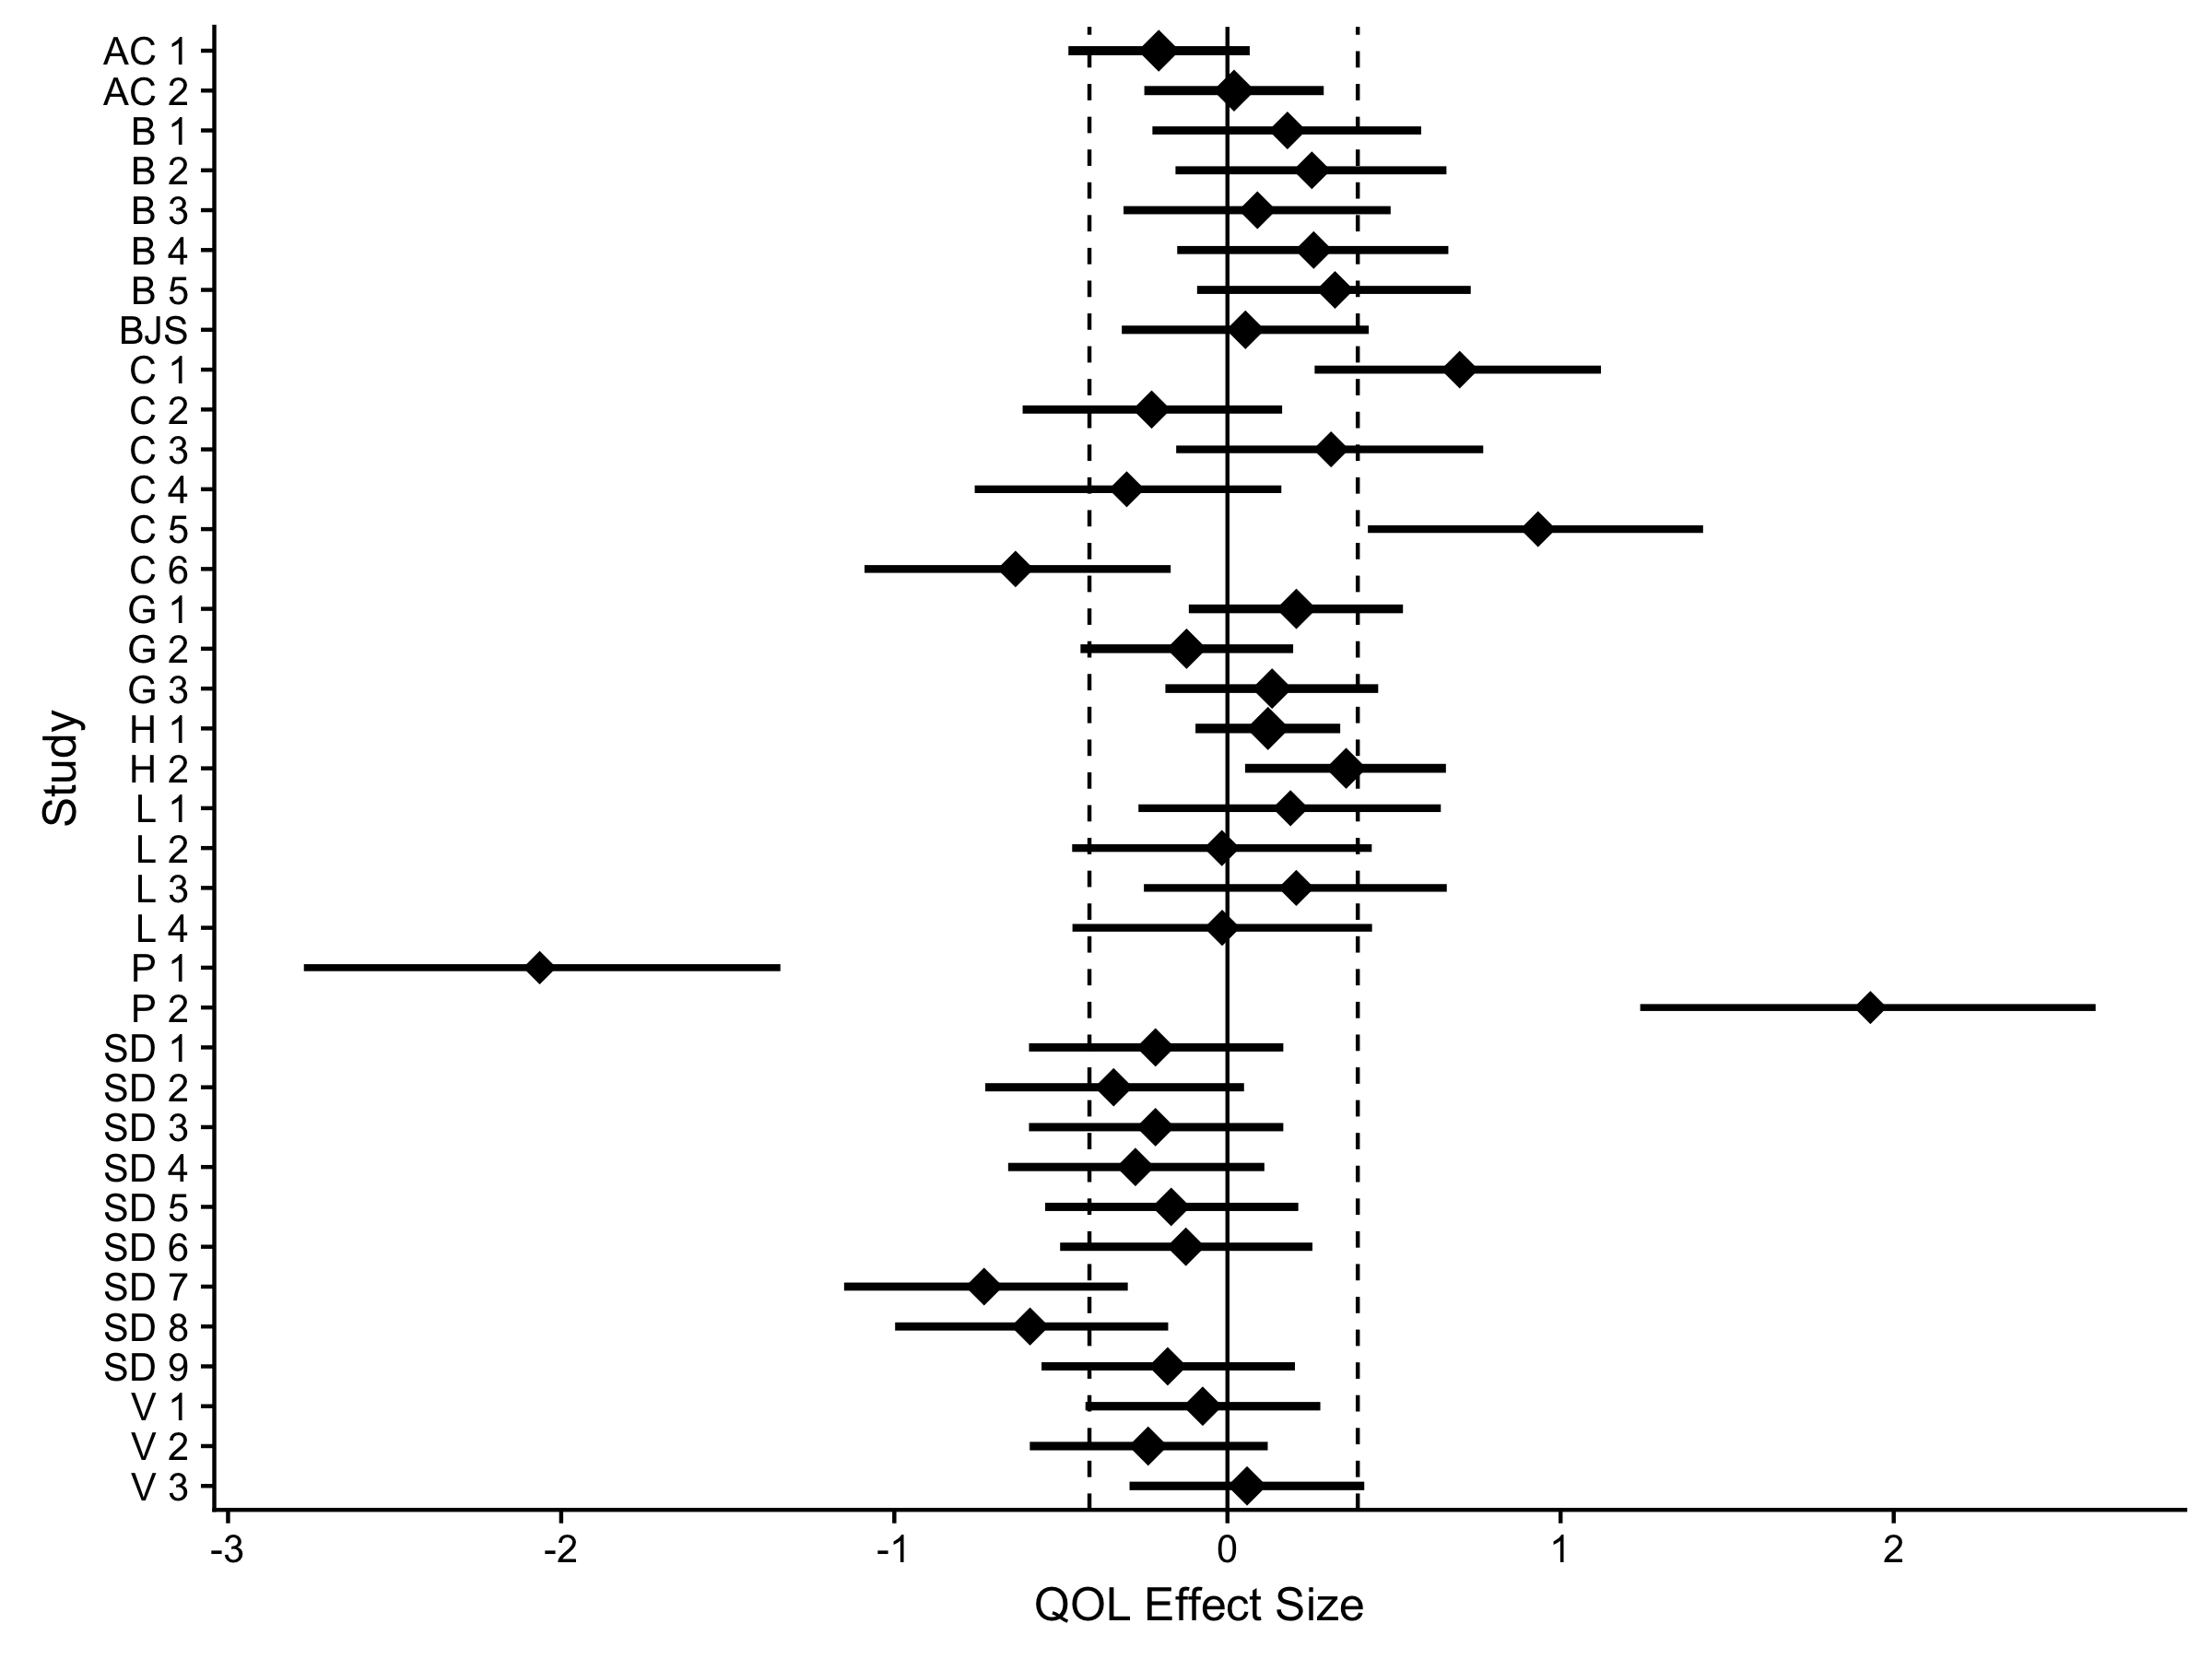 AC 1
AC 2
B 1
B 2
B 3
B 4
B 5
BJS
C 1
C 2
C 3
C 4
C 5
C 6
G 1
G 2
G 3
H 1
H 2
L 1
L 2
L 3
L 4
P 1
P 2
SD 1
SD 2
SD 3
SD 4
SD 5
SD 6
SD 7
SD 8
SD 9
V 1
V 2
V 3
Study
-3 -2 -1 0 1 2
QOL Effect Size